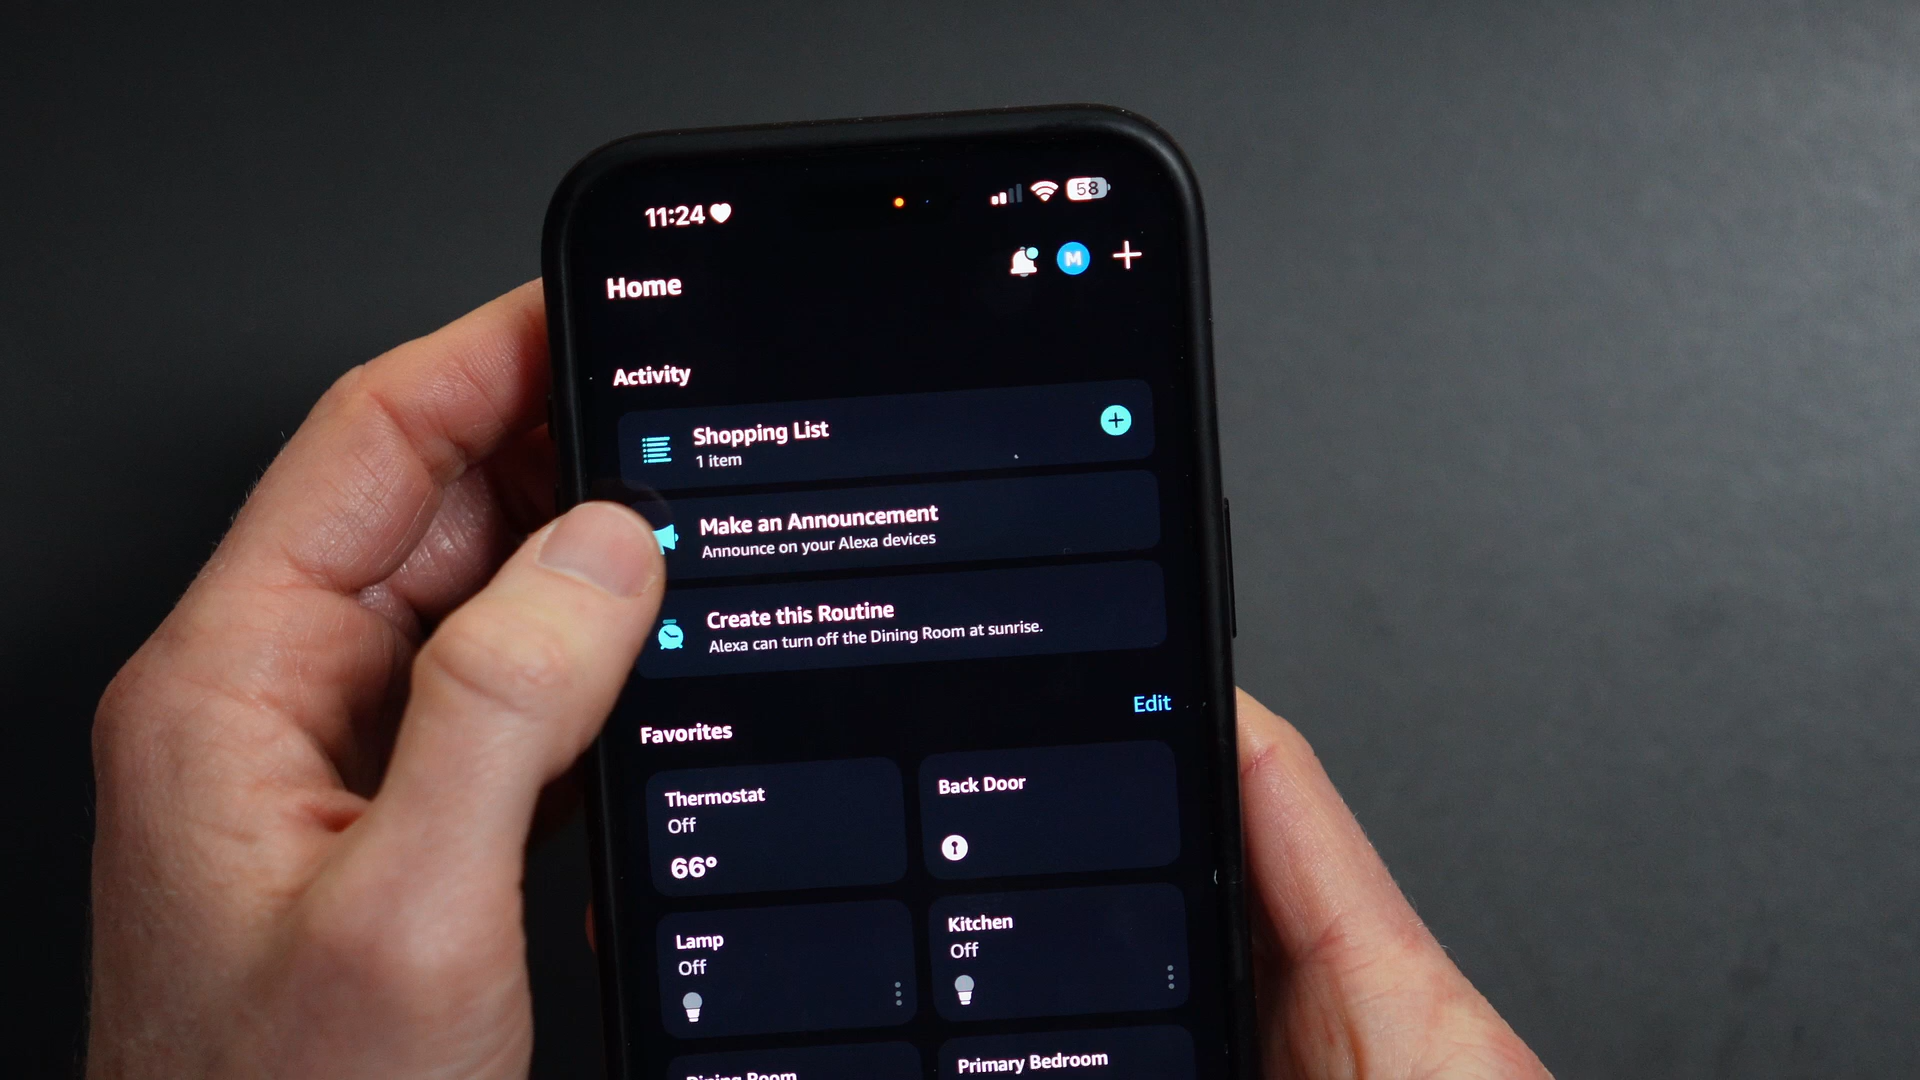 11:24
58
M
Home
Activity
Shopping List
1 item
Make an Announcement
Announce on your Alexa devices
Create this Routine
Alexa can turn off the Dining Room at sunrise.
Favorites
Edit
Thermostat
Off
66°
Back Door
Lamp
Off
Kitchen
Off
Dining Room
Primary Bedroom